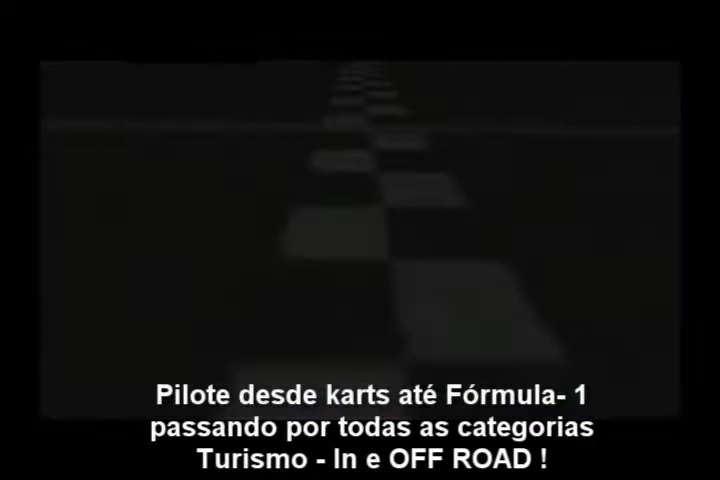 Pilote desde karts até Fórmula- 1
passando por todas as categorias
Turismo - In e OFF ROAD !